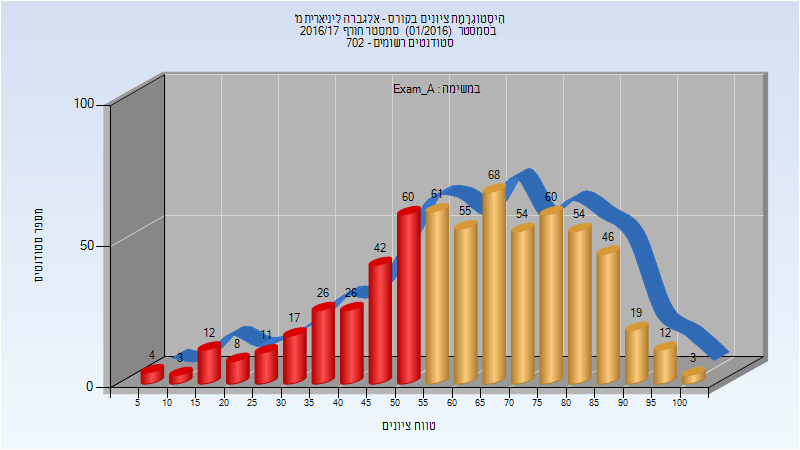 היסטוגרמת ציונים בקורס - אלגברה ליניארית מ'
בסמסטר (01/2016) סמסטר חורף 2016/17
סטודנטים רשומים - 702
במשימה : Exam_A
מספר סטודנטים
100
50
0
4 3 12 8 11 17 26 26 42 60 61 55 68 54 60 54 46 19 12 3
5 10 15 20 25 30 35 40 45 50 55 60 65 70 75 80 85 90 95 100
טווח ציונים